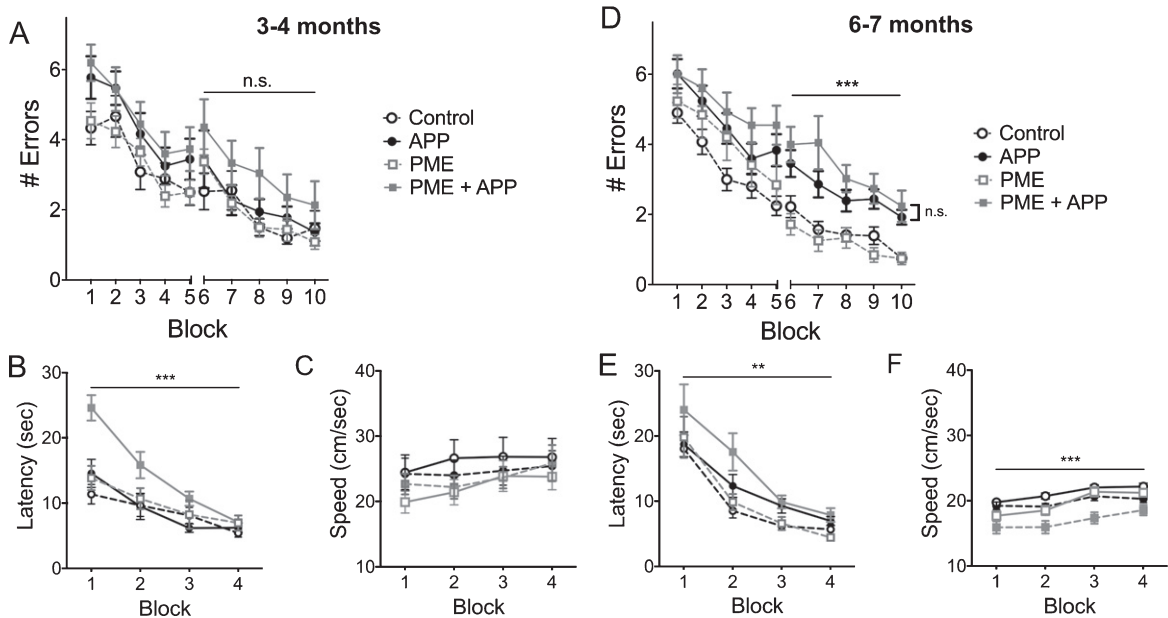 A
3-4 months
# Errors
6
4
2
0
n.s.
Control
APP
PME
PME + APP
1 2 3 4 5 6 7 8 9 10
Block
D
6-7 months
# Errors
6
4
2
0
***
n.s.
Control
APP
PME
PME + APP
1 2 3 4 5 6 7 8 9 10
Block
B
Latency (sec)
30
20
10
0
***
1 2 3 4
Block
C
Speed (cm/sec)
40
30
20
10
1 2 3 4
Block
E
Latency (sec)
30
20
10
0
**
1 2 3 4
Block
F
Speed (cm/sec)
40
30
20
10
***
1 2 3 4
Block